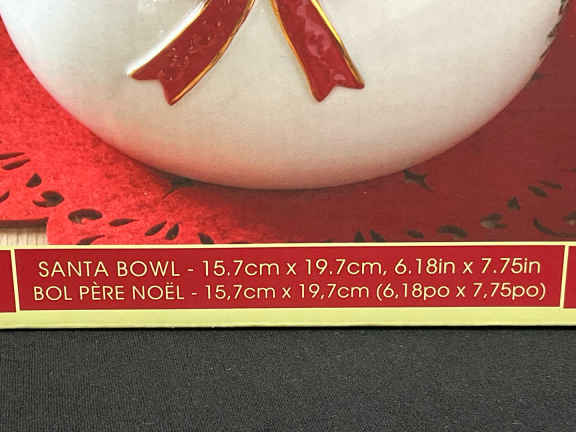 SANTA BOWL - 15.7cm x 19.7cm, 6.18in x 7.75in
BOL PÈRE NOËL - 15,7cm x 19,7cm (6,18po x 7,75po)